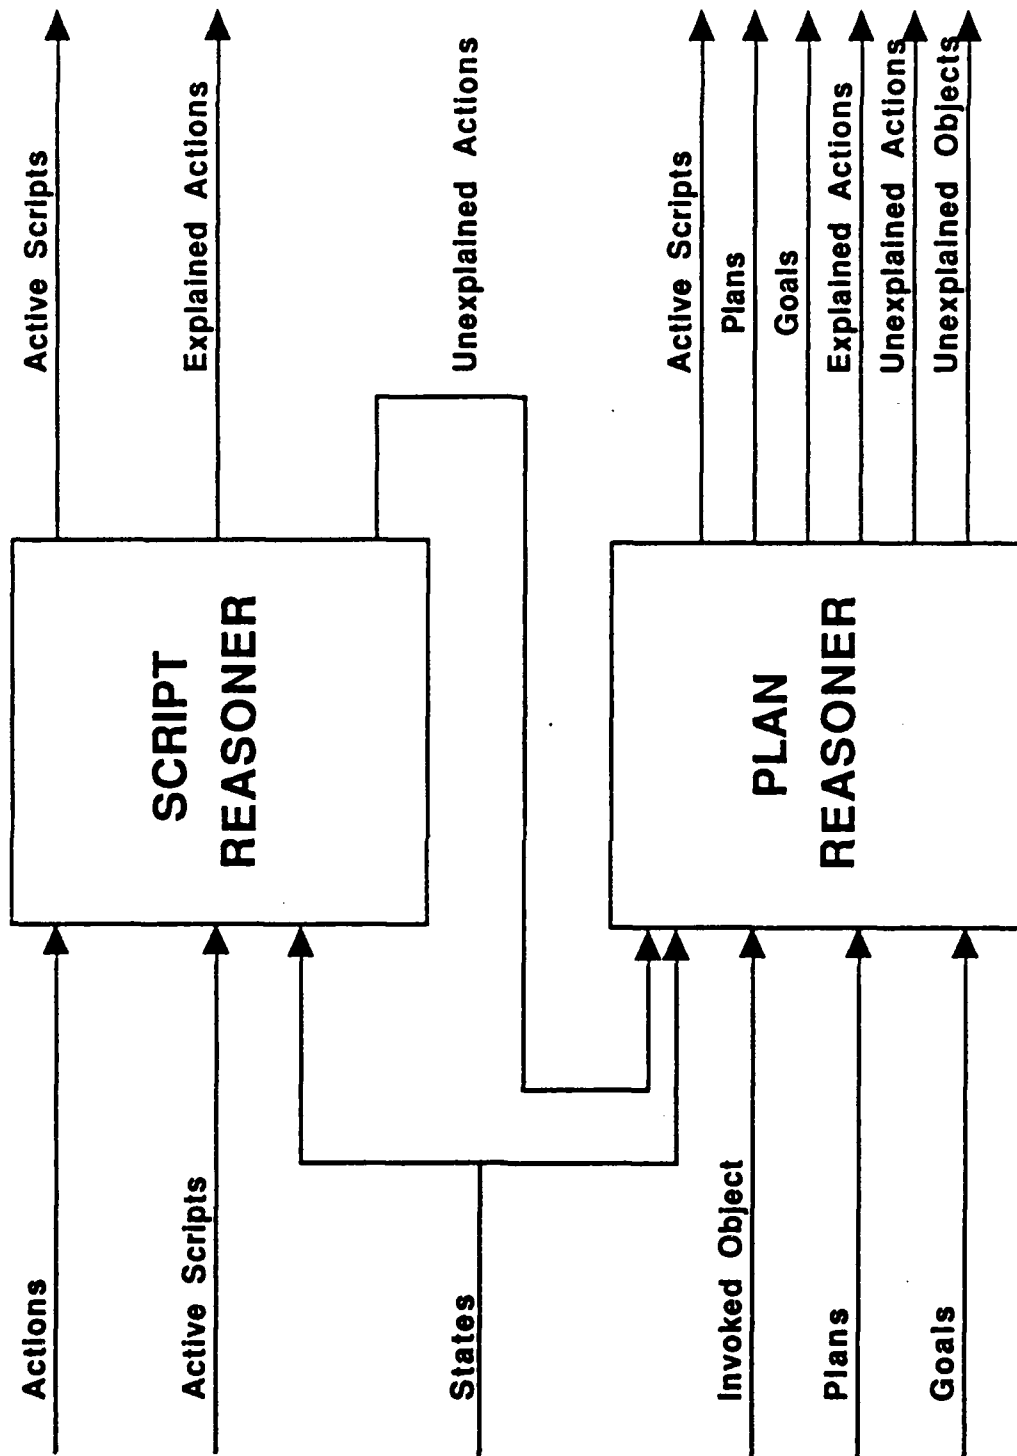 Actions
Active Scripts
States
Invoked Object
Plans
Goals
SCRIPT
REASONER
PLAN
REASONER
Active Scripts
Explained Actions
Unexplained Actions
Active Scripts
Plans
Goals
Explained Actions
Unexplained Actions
Unexplained Objects